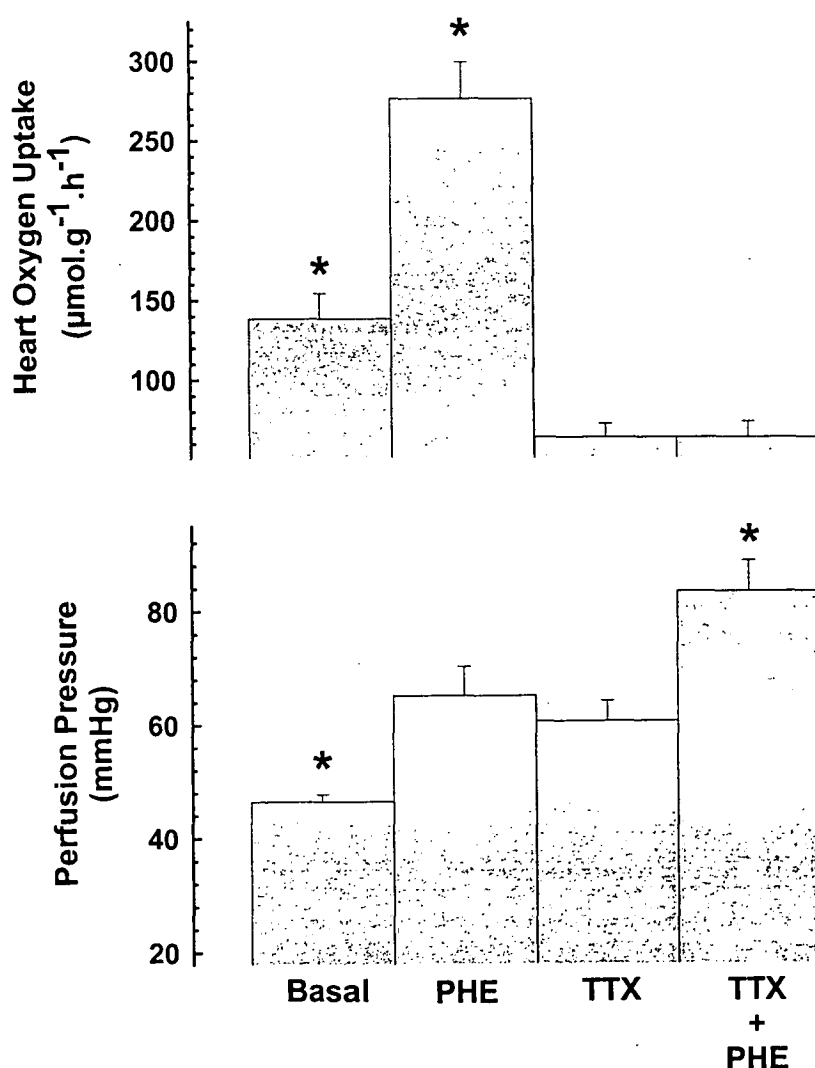 *
300
250
200
150
100
Heart Oxygen Uptake
(µmol.g⁻¹.h⁻¹)
*
*
80
60
40
20
Perfusion Pressure
(mmHg)
*
Basal PHE TTX TTX
+
PHE